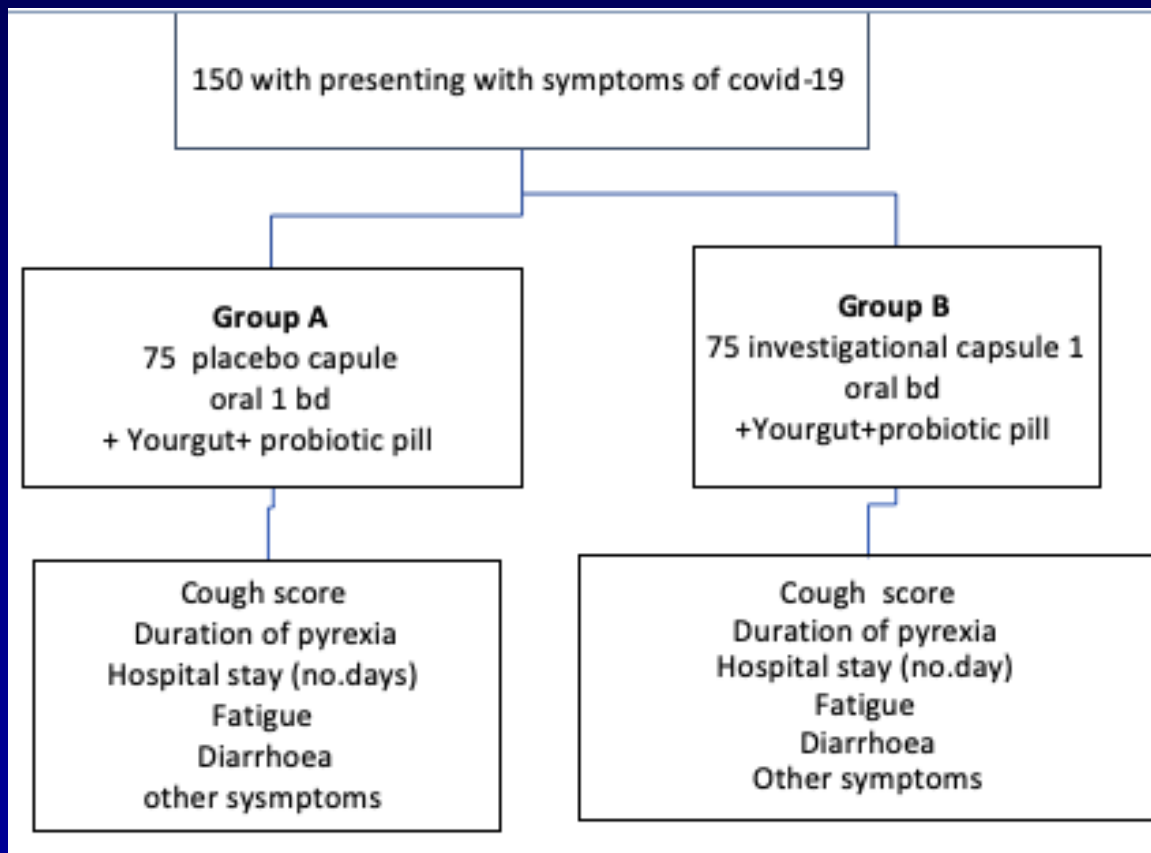 150 with presenting with symptoms of covid-19
Group A
75 placebo capule
oral 1 bd
+ Yourgut+ probiotic pill
Group B
75 investigational capsule 1
oral bd
+Yourgut+probiotic pill
Cough score
Duration of pyrexia
Hospital stay (no.days)
Fatigue
Diarrhoea
other sysmptoms
Cough score
Duration of pyrexia
Hospital stay (no.day)
Fatigue
Diarrhoea
Other symptoms